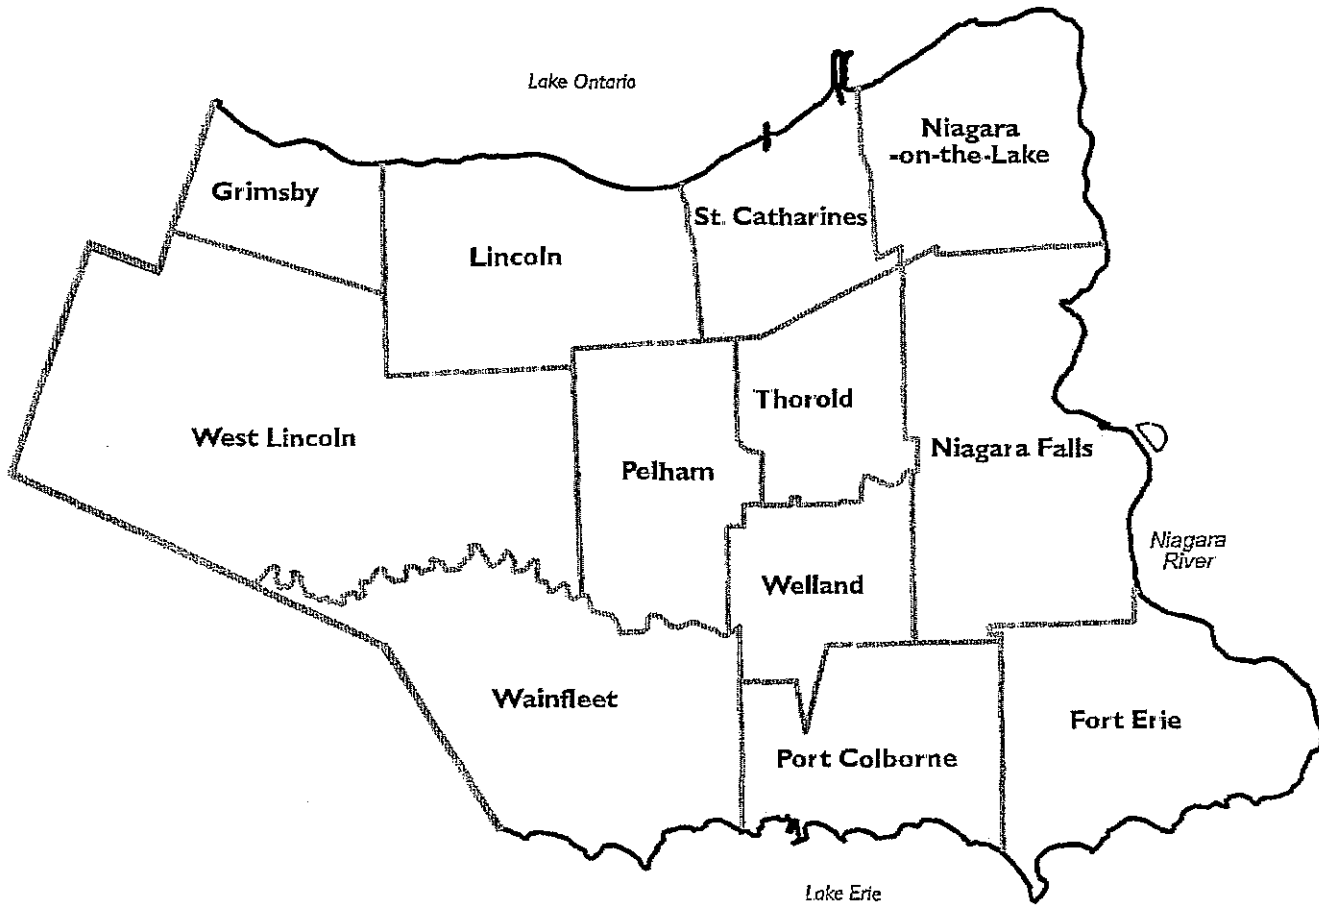 Lake Ontario
Niagara
-on-the-Lake
Grimsby
St. Catharines
Lincoln
Thorold
West Lincoln
Niagara Falls
Pelham
Niagara
River
Welland
Wainfleet
Fort Erie
Port Colborne
Lake Erie